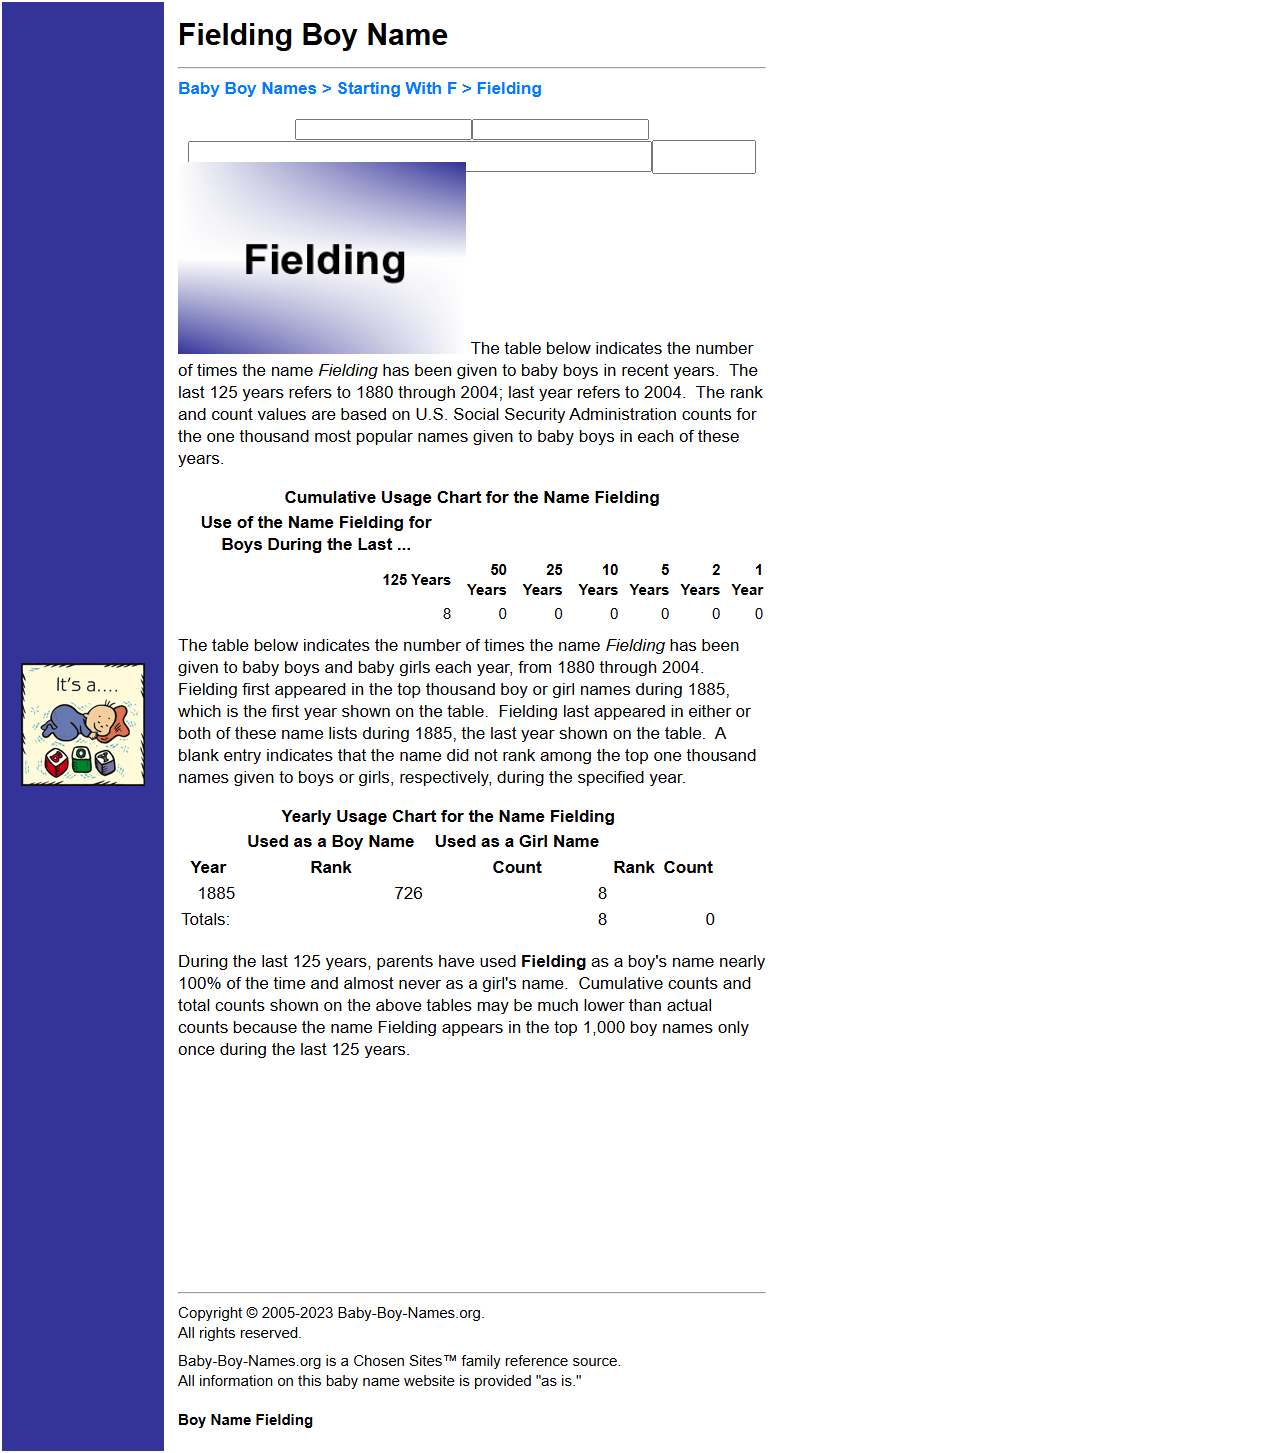 Fielding Boy Name
Baby Boy Names > Starting With F > Fielding
Fielding
The table below indicates the number
of times the name Fielding has been given to baby boys in recent years.  The
last 125 years refers to 1880 through 2004; last year refers to 2004.  The rank
and count values are based on U.S. Social Security Administration counts for
the one thousand most popular names given to baby boys in each of these
years.
Cumulative Usage Chart for the Name Fielding
Use of the Name Fielding for
Boys During the Last ...
125 Years 50 Years 25 Years 10 Years 5 Years 2 Years 1 Year
8 0 0 0 0 0 0
The table below indicates the number of times the name Fielding has been
given to baby boys and baby girls each year, from 1880 through 2004.
Fielding first appeared in the top thousand boy or girl names during 1885,
which is the first year shown on the table.  Fielding last appeared in either or
both of these name lists during 1885, the last year shown on the table.  A
blank entry indicates that the name did not rank among the top one thousand
names given to boys or girls, respectively, during the specified year.
It's a....
BOY
Yearly Usage Chart for the Name Fielding
Used as a Boy Name Used as a Girl Name
Year Rank Count Rank Count
1885 726 8
Totals: 8 0
During the last 125 years, parents have used Fielding as a boy's name nearly
100% of the time and almost never as a girl's name.  Cumulative counts and
total counts shown on the above tables may be much lower than actual
counts because the name Fielding appears in the top 1,000 boy names only
once during the last 125 years.
Copyright © 2005-2023 Baby-Boy-Names.org.
All rights reserved.
Baby-Boy-Names.org is a Chosen Sites™ family reference source.
All information on this baby name website is provided "as is."
Boy Name Fielding